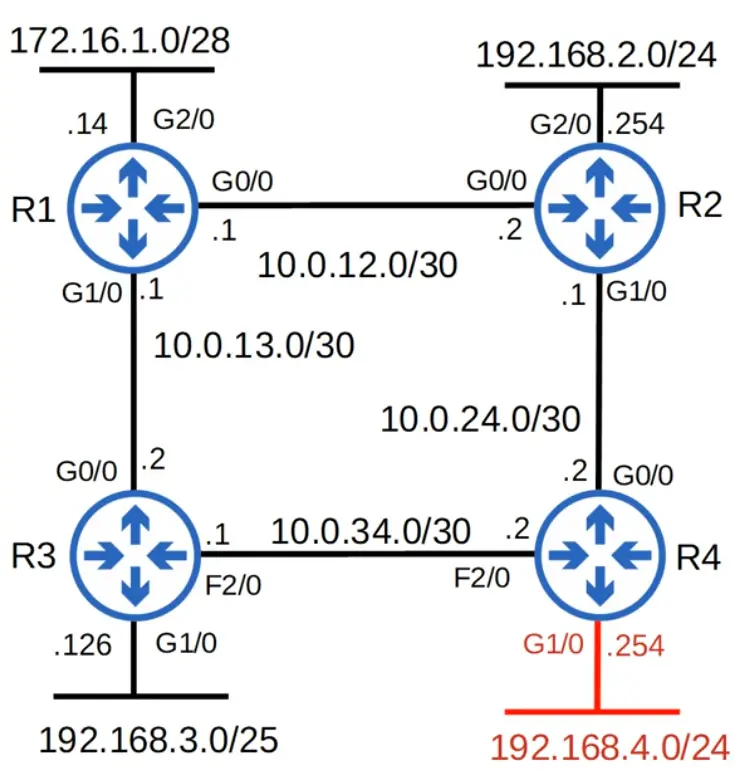 172.16.1.0/28
192.168.2.0/24
.14
G2/0
G2/0
.254
R1
G0/0
G0/0
R2
.1
.2
10.0.12.0/30
G1/0
.1
.1
G1/0
10.0.13.0/30
10.0.24.0/30
G0/0
.2
.2
G0/0
R3
.1
10.0.34.0/30
.2
R4
F2/0
F2/0
.126
G1/0
G1/0
.254
192.168.3.0/25
192.168.4.0/24